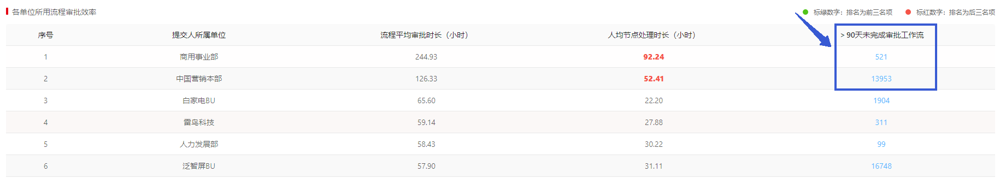 各单位所用流程审批效率
标绿数字：排名为前三名项 标红数字：排名为后三名项
序号 提交人所属单位 流程平均审批时长（小时） 人均节点处理时长（小时） > 90天未完成审批工作流
1 商用事业部 244.93 92.24 521
2 中国营销本部 126.33 52.41 13953
3 白家电BU 65.60 22.20 1904
4 雷鸟科技 59.14 27.88 311
5 人力发展部 58.43 30.22 99
6 泛智屏BU 57.90 31.11 16748